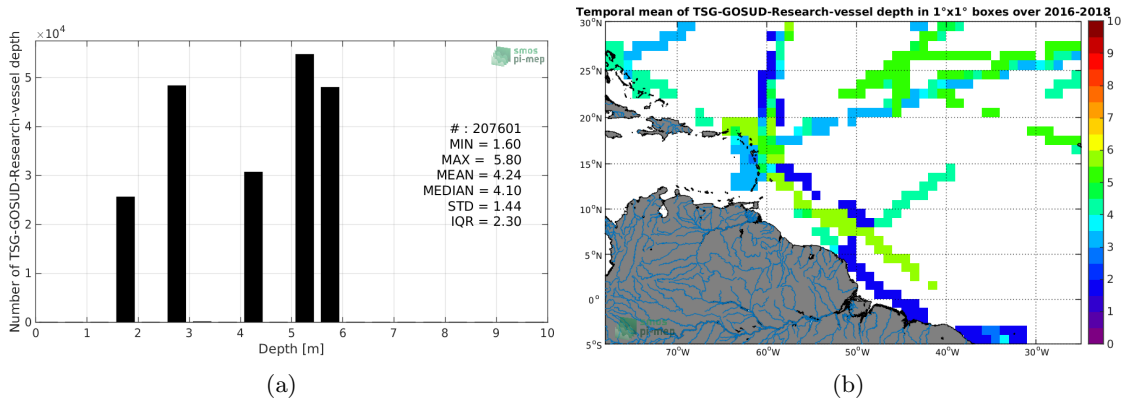 ×10⁴
Number of TSG-GOSUD-Research-vessel depth
5
4
3
2
1
0
smos
pi-mep
# : 207601
MIN = 1.60
MAX = 5.80
MEAN = 4.24
MEDIAN = 4.10
STD = 1.44
IQR = 2.30
0 1 2 3 4 5 6 7 8 9 10
Depth [m]
(a)
Temporal mean of TSG-GOSUD-Research-vessel depth in 1°x1° boxes over 2016-2018
30°N
25°N
20°N
15°N
10°N
5°N
0°
5°S
70°W 60°W 50°W 40°W 30°W
pi-mep
10
9
8
7
6
5
4
3
2
1
0
(b)